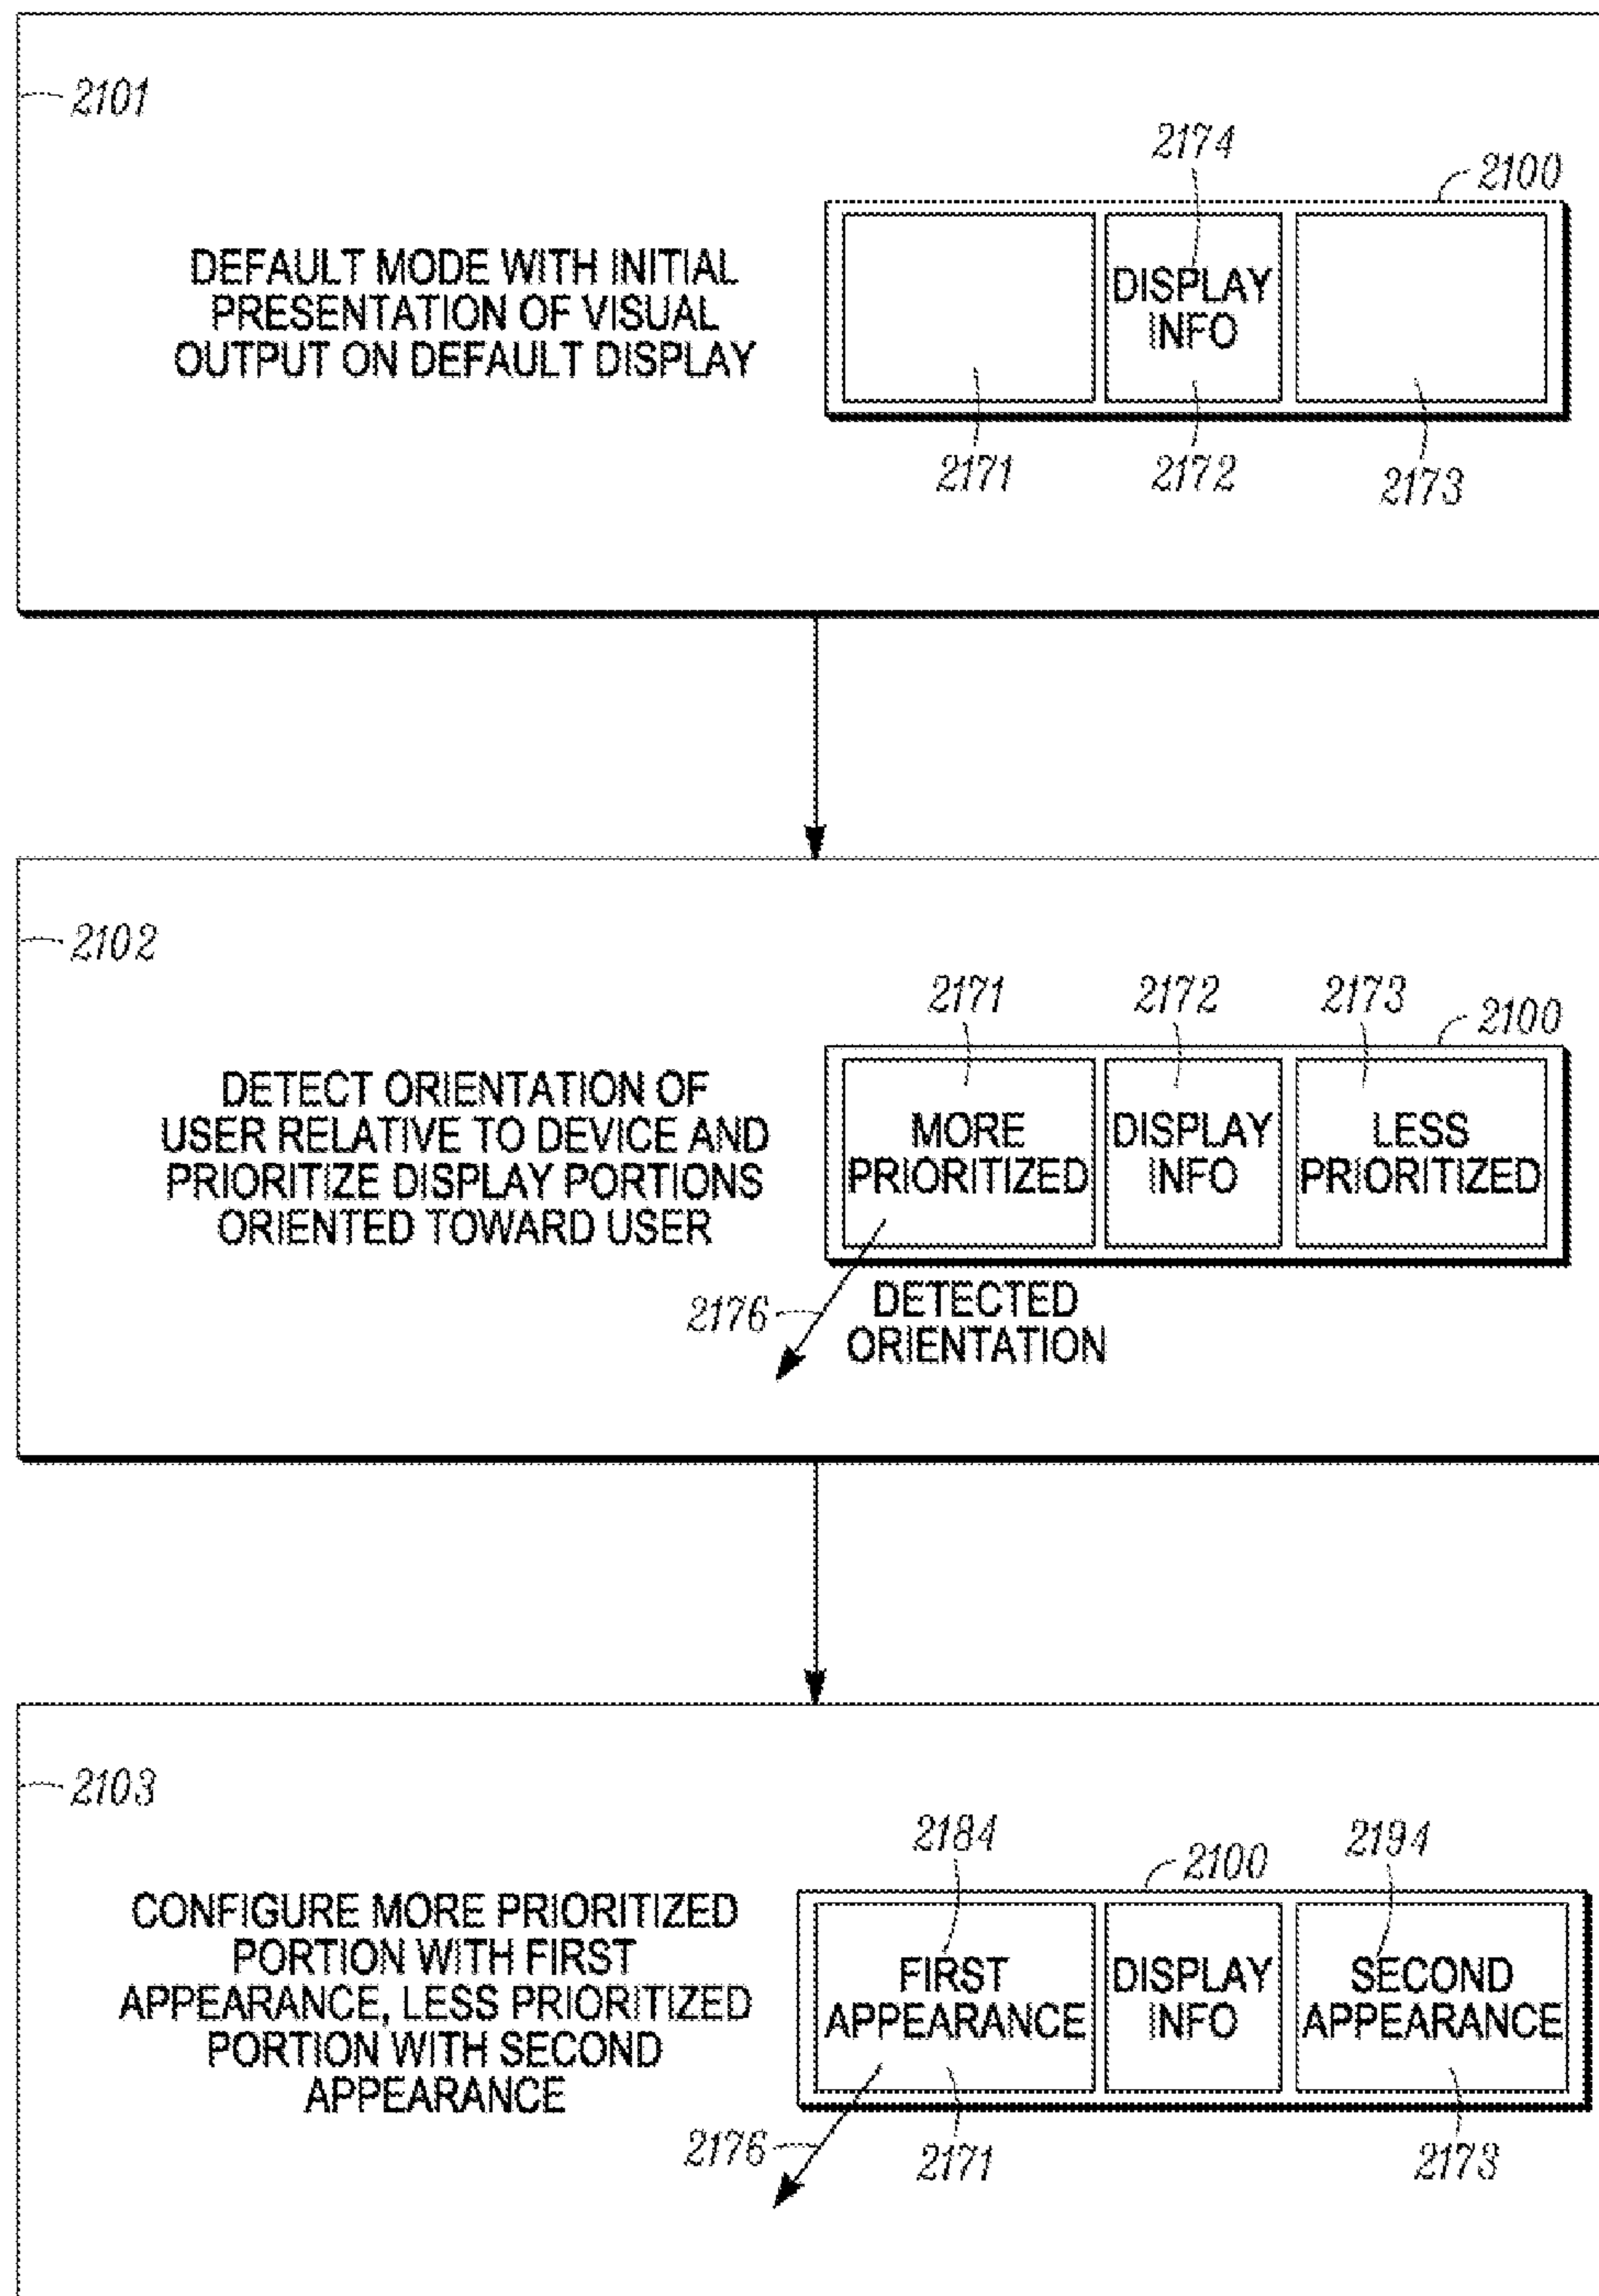 2101
2174
2100
DEFAULT MODE WITH INITIAL
PRESENTATION OF VISUAL
OUTPUT ON DEFAULT DISPLAY
DISPLAY
INFO
2171
2172
2173
2102
2171
2172
2173
2100
DETECT ORIENTATION OF
USER RELATIVE TO DEVICE AND
PRIORITIZE DISPLAY PORTIONS
ORIENTED TOWARD USER
MORE
PRIORITIZED
DISPLAY
INFO
LESS
PRIORITIZED
2176
DETECTED
ORIENTATION
2103
2184
2100
2194
CONFIGURE MORE PRIORITIZED
PORTION WITH FIRST
APPEARANCE, LESS PRIORITIZED
PORTION WITH SECOND
APPEARANCE
FIRST
APPEARANCE
DISPLAY
INFO
SECOND
APPEARANCE
2176
2171
2173